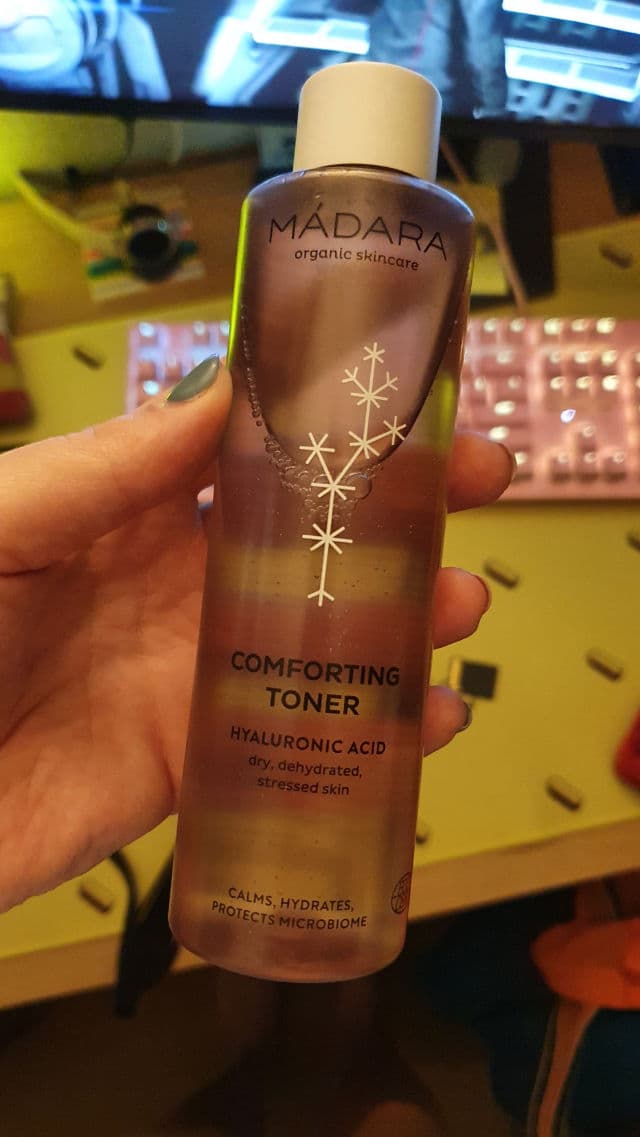 MÁDARA
organic skincare
COMFORTING
TONER
HYALURONIC ACID
dry, dehydrated,
stressed skin
CALMS, HYDRATES,
PROTECTS MICROBIOME